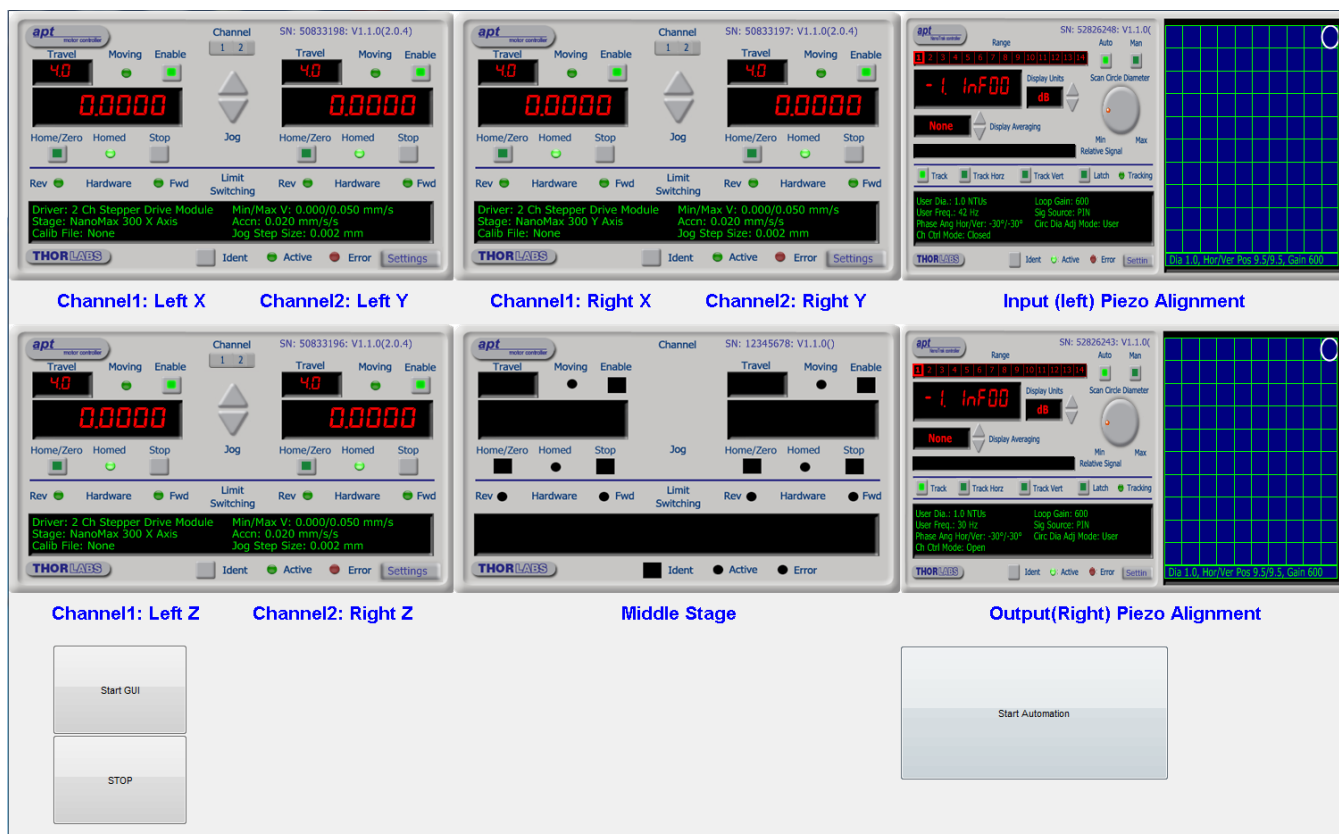 apt
motor controller
Channel
SN: 50833198: V1.1.0(2.0.4)
1 2
Travel Moving Enable
Travel Moving Enable
4.0
4.0
0.0000
0.0000
Home/Zero Homed Stop
Jog
Home/Zero Homed Stop
Rev Hardware Fwd
Limit
Switching
Rev Hardware Fwd
Driver: 2 Ch Stepper Drive Module Min/Max V: 0.000/0.050 mm/s
Stage: NanoMax 300 X Axis Accn: 0.020 mm/s/s
Calib File: None Jog Step Size: 0.002 mm
THORLABS
Ident Active Error Settings
Channel1: Left X Channel2: Left Y
apt
motor controller
Channel
SN: 50833197: V1.1.0(2.0.4)
1 2
Travel Moving Enable
Travel Moving Enable
4.0
4.0
0.0000
0.0000
Home/Zero Homed Stop
Jog
Home/Zero Homed Stop
Rev Hardware Fwd
Limit
Switching
Rev Hardware Fwd
Driver: 2 Ch Stepper Drive Module Min/Max V: 0.000/0.050 mm/s
Stage: NanoMax 300 Y Axis Accn: 0.020 mm/s/s
Calib File: None Jog Step Size: 0.002 mm
THORLABS
Ident Active Error Settings
Channel1: Right X Channel2: Right Y
apt
NanoTrak controller
SN: 52826248: V1.1.0(
Range
Auto Man
1 2 3 4 5 6 7 8 9 10 11 12 13 14
-1. InF00
Display Units
dB
Scan Circle Diameter
None
Display Averaging
Min Max
Relative Signal
Track Track Horz Track Vert Latch Tracking
User Dia.: 1.0 NTUs Loop Gain: 600
User Freq.: 42 Hz Sig Source: PIN
Phase Ang Hor/Ver: -30°/-30° Circ Dia Adj Mode: User
Ch Ctrl Mode: Closed
THORLABS
Ident Active Error Settin
Dia 1.0, Hor/Ver Pos 9.5/9.5, Gain 600
Input (left) Piezo Alignment
apt
motor controller
Channel
SN: 50833196: V1.1.0(2.0.4)
1 2
Travel Moving Enable
Travel Moving Enable
4.0
4.0
0.0000
0.0000
Home/Zero Homed Stop
Jog
Home/Zero Homed Stop
Rev Hardware Fwd
Limit
Switching
Rev Hardware Fwd
Driver: 2 Ch Stepper Drive Module Min/Max V: 0.000/0.050 mm/s
Stage: NanoMax 300 X Axis Accn: 0.020 mm/s/s
Calib File: None Jog Step Size: 0.002 mm
THORLABS
Ident Active Error Settings
Channel1: Left Z Channel2: Right Z
apt
motor controller
Channel
SN: 12345678: V1.1.0()
1 2
Travel Moving Enable
Travel Moving Enable
Home/Zero Homed Stop
Jog
Home/Zero Homed Stop
Rev Hardware Fwd
Limit
Switching
Rev Hardware Fwd
THORLABS
Ident Active Error
Middle Stage
apt
NanoTrak controller
SN: 52826243: V1.1.0(
Range
Auto Man
1 2 3 4 5 6 7 8 9 10 11 12 13 14
-1. InF00
Display Units
dB
Scan Circle Diameter
None
Display Averaging
Min Max
Relative Signal
Track Track Horz Track Vert Latch Tracking
User Dia.: 1.0 NTUs Loop Gain: 600
User Freq.: 30 Hz Sig Source: PIN
Phase Ang Hor/Ver: -30°/-30° Circ Dia Adj Mode: User
Ch Ctrl Mode: Open
THORLABS
Ident Active Error Settin
Dia 1.0, Hor/Ver Pos 9.5/9.5, Gain 600
Output(Right) Piezo Alignment
Start GUI
STOP
Start Automation